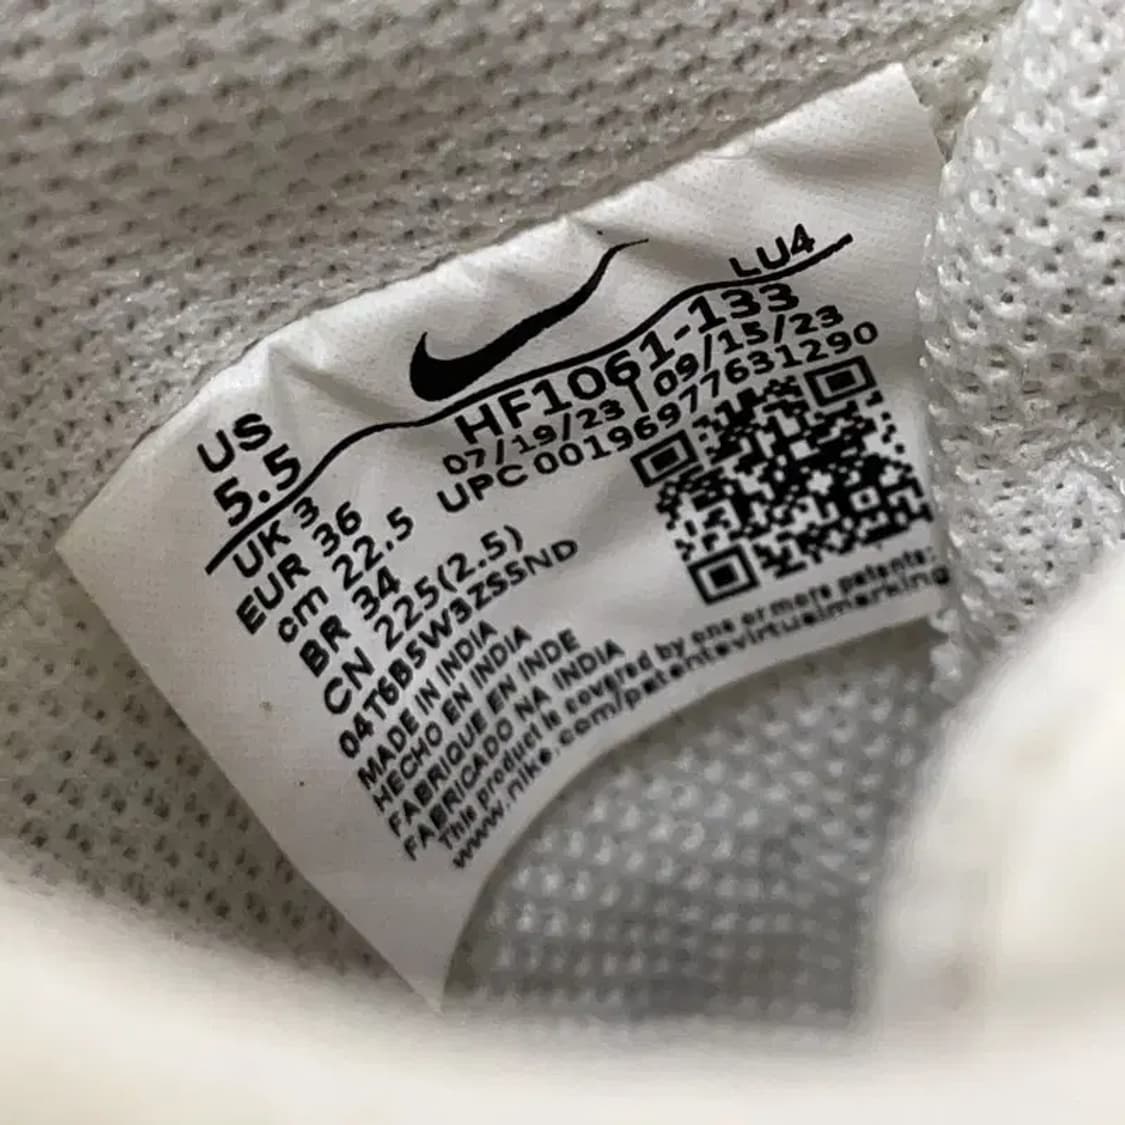 LU4
HF1061-133
07/19/23 | 09/15/23
UPC 00196977631290
US
5.5
UK 3
EUR 36
cm 22.5
BR 34
CN 225(2.5)
04T6B5W3ZS5ND
MADE IN INDIA
HECHO EN INDIA
FABRIQUE EN INDE
FABRICADO NA INDIA
This product is covered by one or more patents:
www.nike.com/patentsvirtualmarking